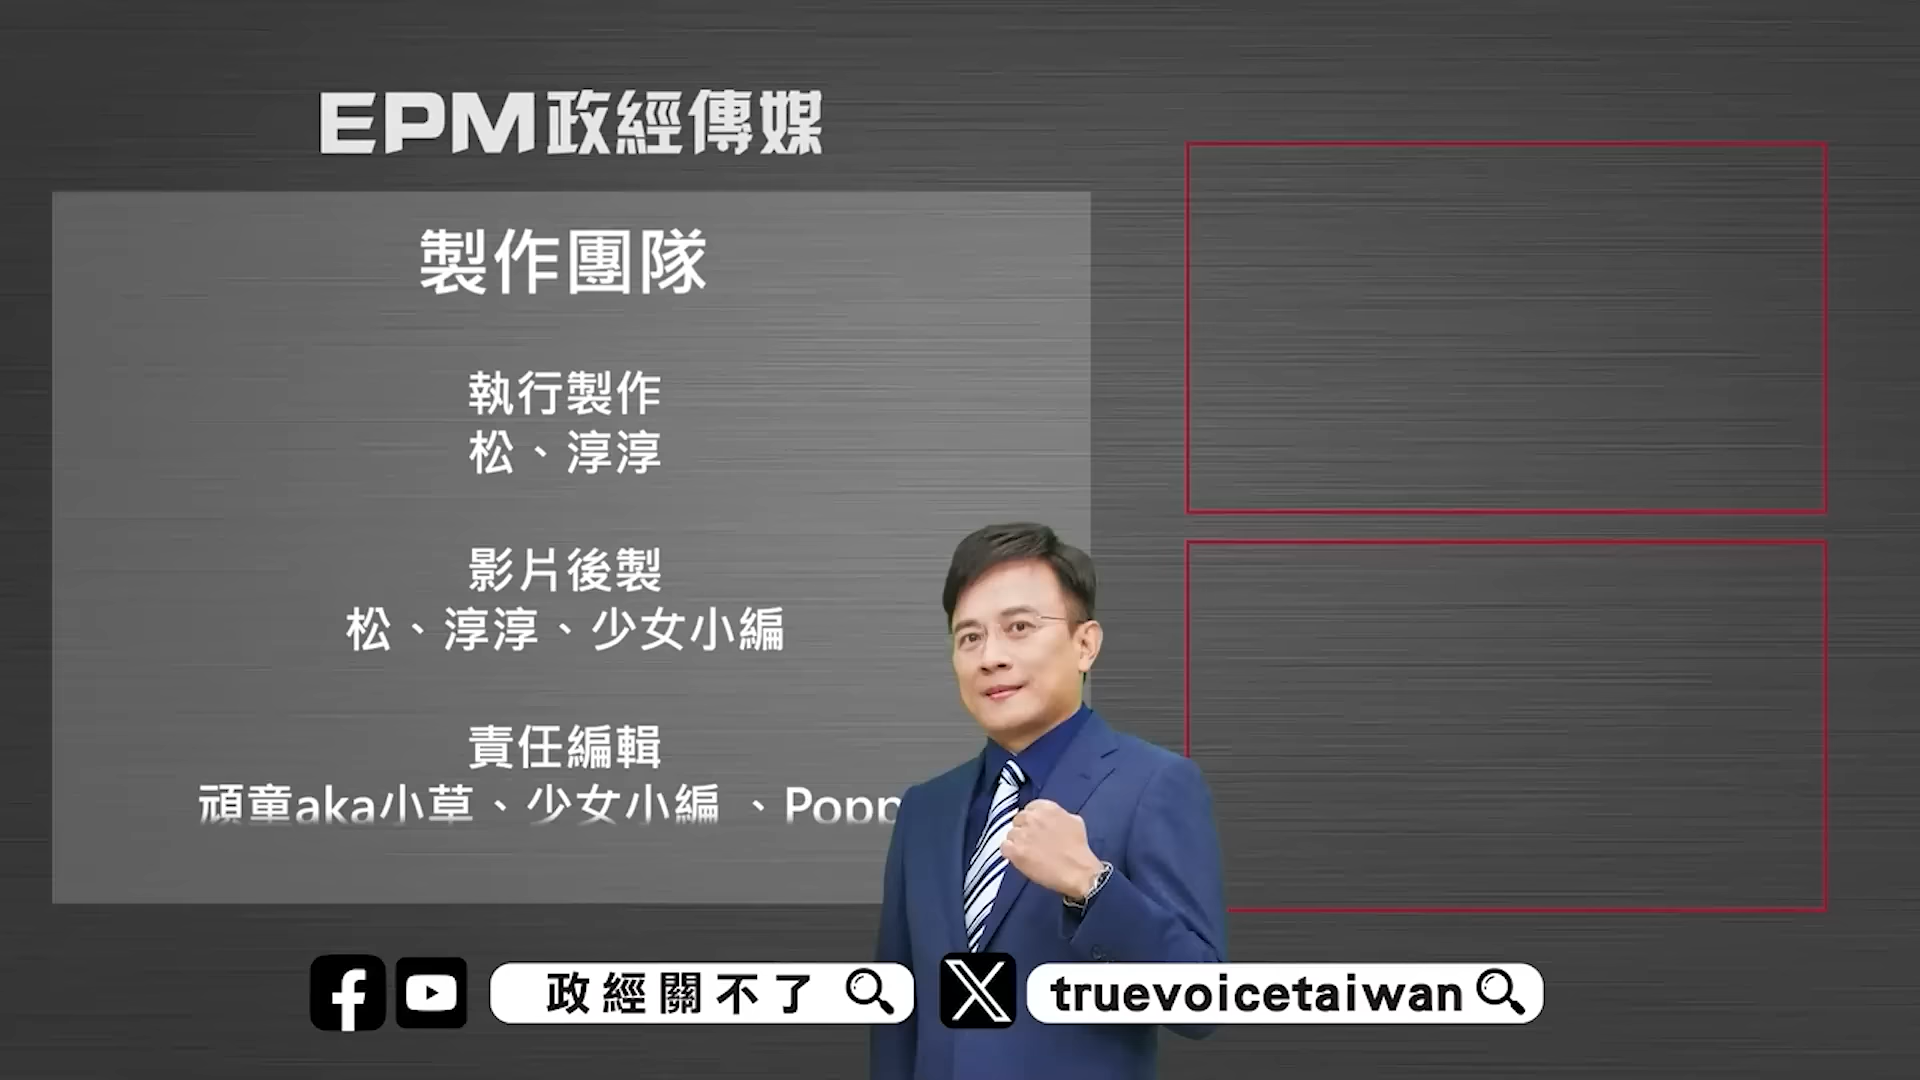 EPM政經傳媒
製作團隊
執行製作
松、淳淳
影片後製
松、淳淳、少女小編
責任編輯
頑童aka小草、少女小編 、
政經關不了
truevoicetaiwan